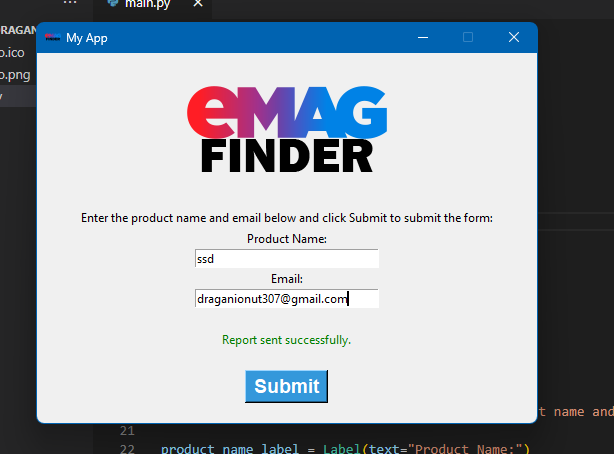 main.py
DRAGAN
My App
o.ico
o.png
eMAG
FINDER
Enter the product name and email below and click Submit to submit the form:
Product Name:
ssd
Email:
draganionut307@gmail.com
Report sent successfully.
Submit
t name and
21
22 product_name_label = Label(text="Product Name:")